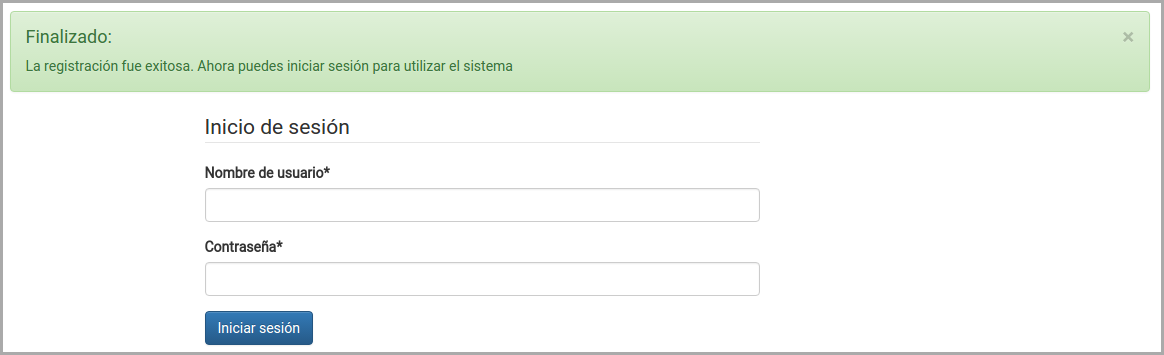 Finalizado:
×
La registración fue exitosa. Ahora puedes iniciar sesión para utilizar el sistema
Inicio de sesión
Nombre de usuario*
Contraseña*
Iniciar sesión